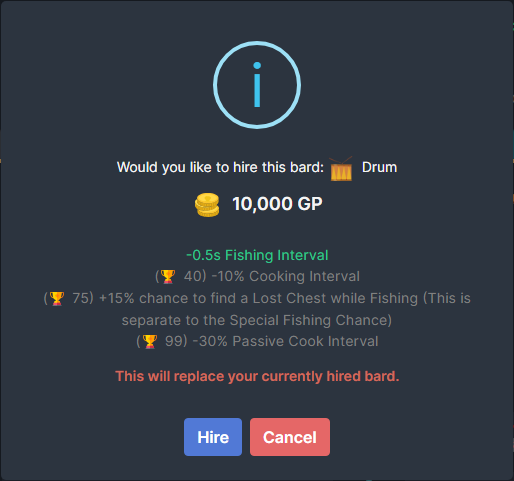 i
Would you like to hire this bard: Drum
10,000 GP
-0.5s Fishing Interval
( 40) -10% Cooking Interval
( 75) +15% chance to find a Lost Chest while Fishing (This is
separate to the Special Fishing Chance)
( 99) -30% Passive Cook Interval
This will replace your currently hired bard.
Hire Cancel